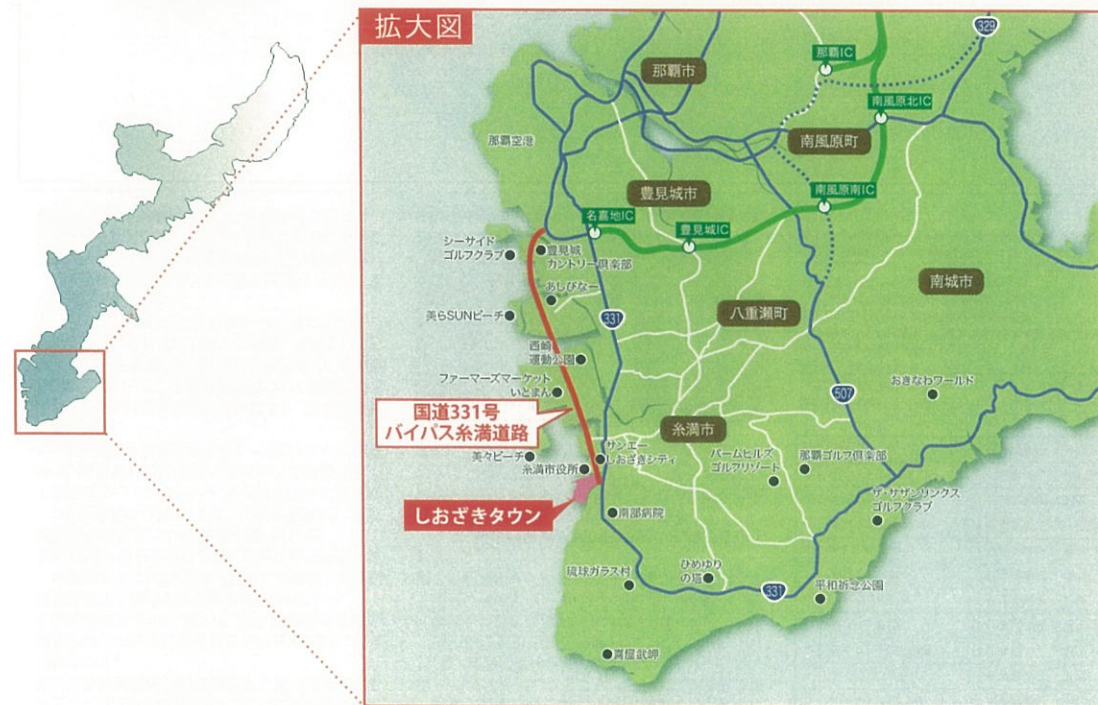 拡大図
329
那覇IC
那覇市
南風原北IC
那覇空港
南風原町
豊見城市
南風原南IC
名嘉地IC
豊見城IC
シーサイド
ゴルフクラブ
豊見城
カントリー倶楽部
南城市
あしびなー
美らSUNビーチ
331
八重瀬町
西崎
運動公園
ファーマーズマーケット
いとまん
おきなわワールド
507
国道331号
バイパス糸満道路
糸満市
美々ビーチ
サンエー
しおざきシティ
糸満市役所
パームヒルズ
ゴルフリゾート
那覇ゴルフ倶楽部
ザ・サザンリンクス
ゴルフクラブ
しおざきタウン
南部病院
琉球ガラス村
ひめゆり
の塔
331
平和祈念公園
喜屋武岬